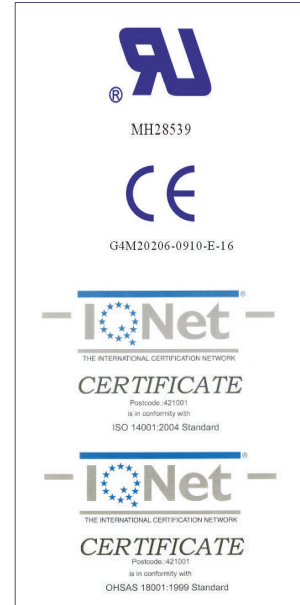 ®
MH28539
CE
G4M20206-0910-E-16
®
IQNet
THE INTERNATIONAL CERTIFICATION NETWORK
CERTIFICATE
Postcode.:421001
is in conformity with
ISO 14001:2004 Standard
®
IQNet
THE INTERNATIONAL CERTIFICATION NETWORK
CERTIFICATE
Postcode.:421001
is in conformity with
OHSAS 18001:1999 Standard